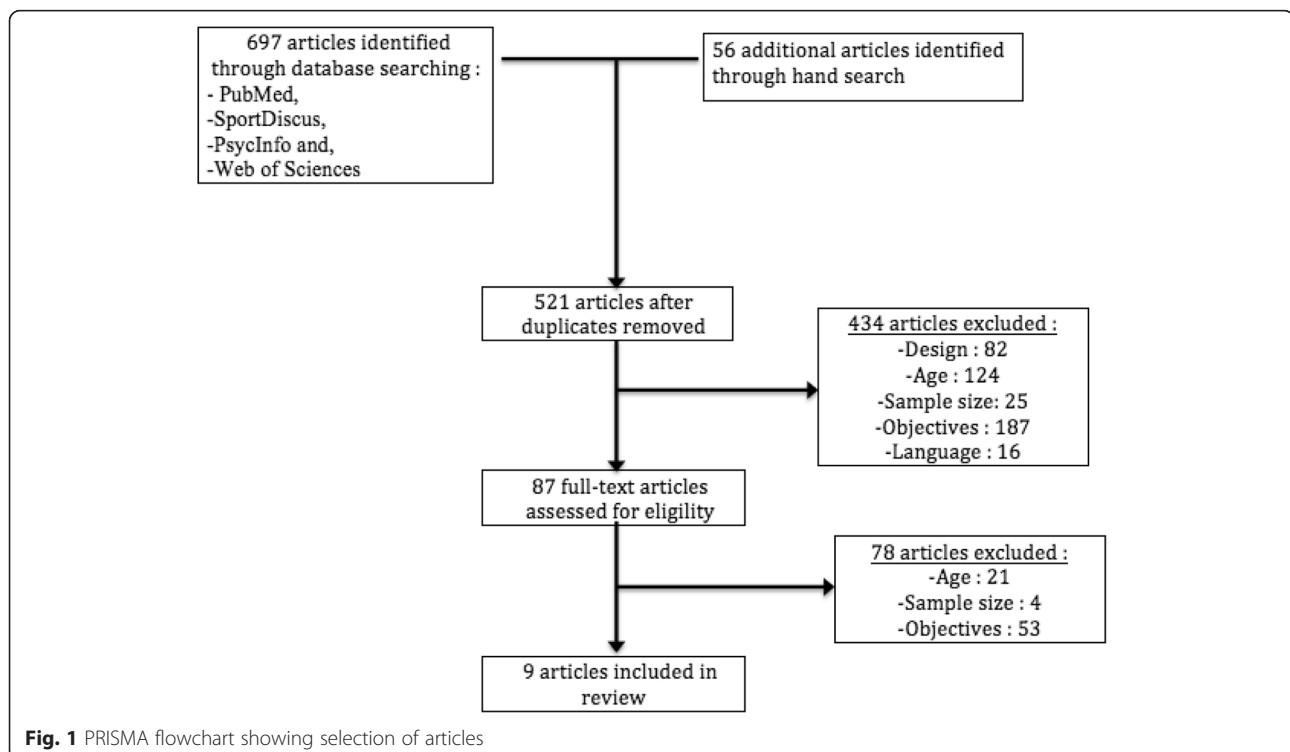 697 articles identified
through database searching :
- PubMed,
-SportDiscus,
-PsycInfo and,
-Web of Sciences
56 additional articles identified
through hand search
521 articles after
duplicates removed
434 articles excluded :
-Design : 82
-Age : 124
-Sample size: 25
-Objectives : 187
-Language : 16
87 full-text articles
assessed for eligility
78 articles excluded :
-Age : 21
-Sample size : 4
-Objectives : 53
9 articles included in
review
Fig. 1 PRISMA flowchart showing selection of articles